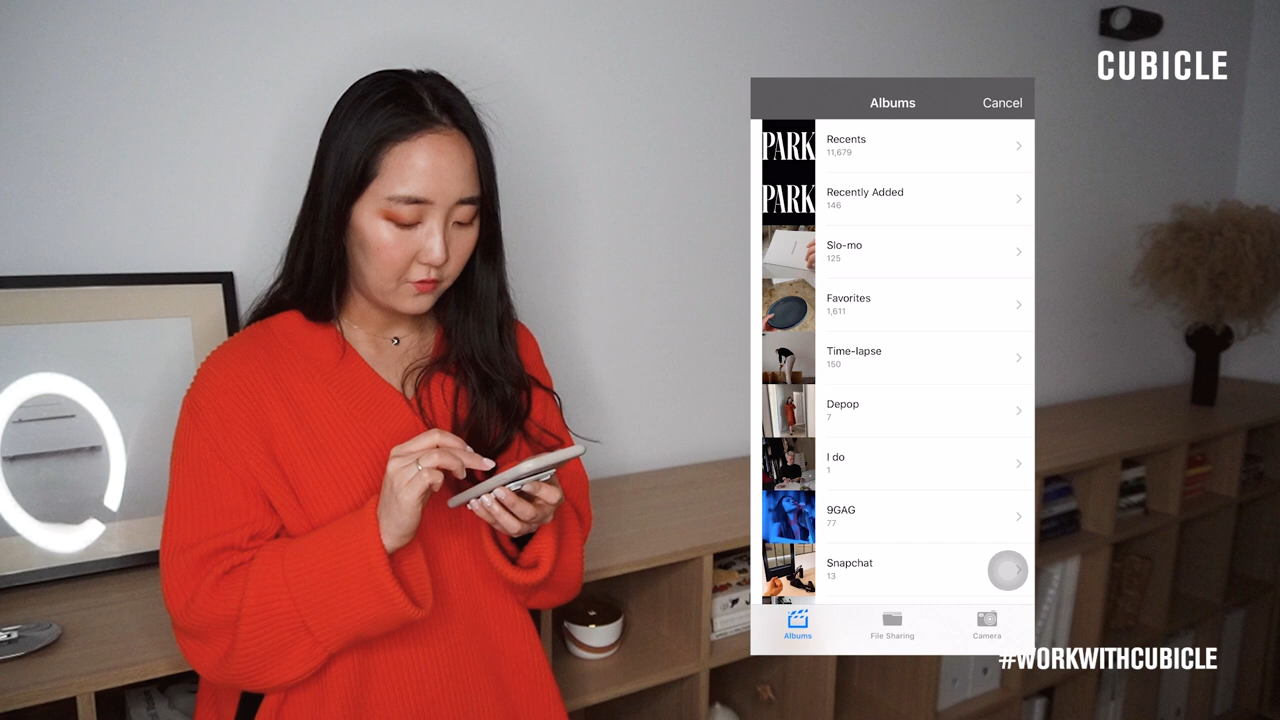 CUBICLE
Albums
Cancel
PARK
Recents
11,679
PARK
Recently Added
146
Slo-mo
125
Favorites
1,611
Time-lapse
150
Depop
7
I do
1
9GAG
77
Snapchat
13
Albums
File Sharing
Camera
#WORKWITHCUBICLE